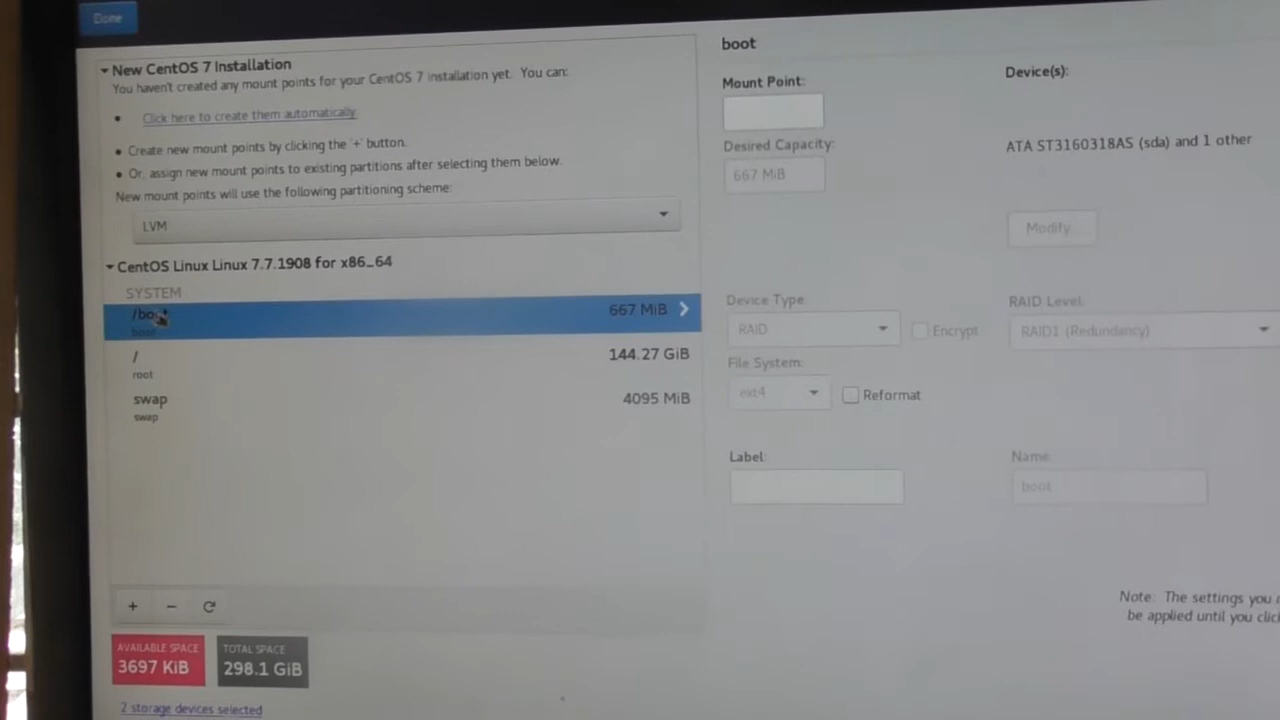 Done
New CentOS 7 Installation
You haven't created any mount points for your CentOS 7 installation yet. You can:
Click here to create them automatically.
Create new mount points by clicking the '+' button.
Or, assign new mount points to existing partitions after selecting them below.
New mount points will use the following partitioning scheme:
LVM
CentOS Linux Linux 7.7.1908 for x86_64
SYSTEM
/boot 667 MiB
boot
/ 144.27 GiB
root
swap 4095 MiB
swap
+ -
AVAILABLE SPACE
3697 KiB
TOTAL SPACE
298.1 GiB
2 storage devices selected
boot
Mount Point:
Device(s):
Desired Capacity:
ATA ST3160318AS (sda) and 1 other
667 MiB
Modify...
Device Type:
RAID Level:
RAID
Encrypt
RAID1 (Redundancy)
File System:
ext4
Reformat
Label:
Name:
boot
Note: The settings you
be applied until you clic